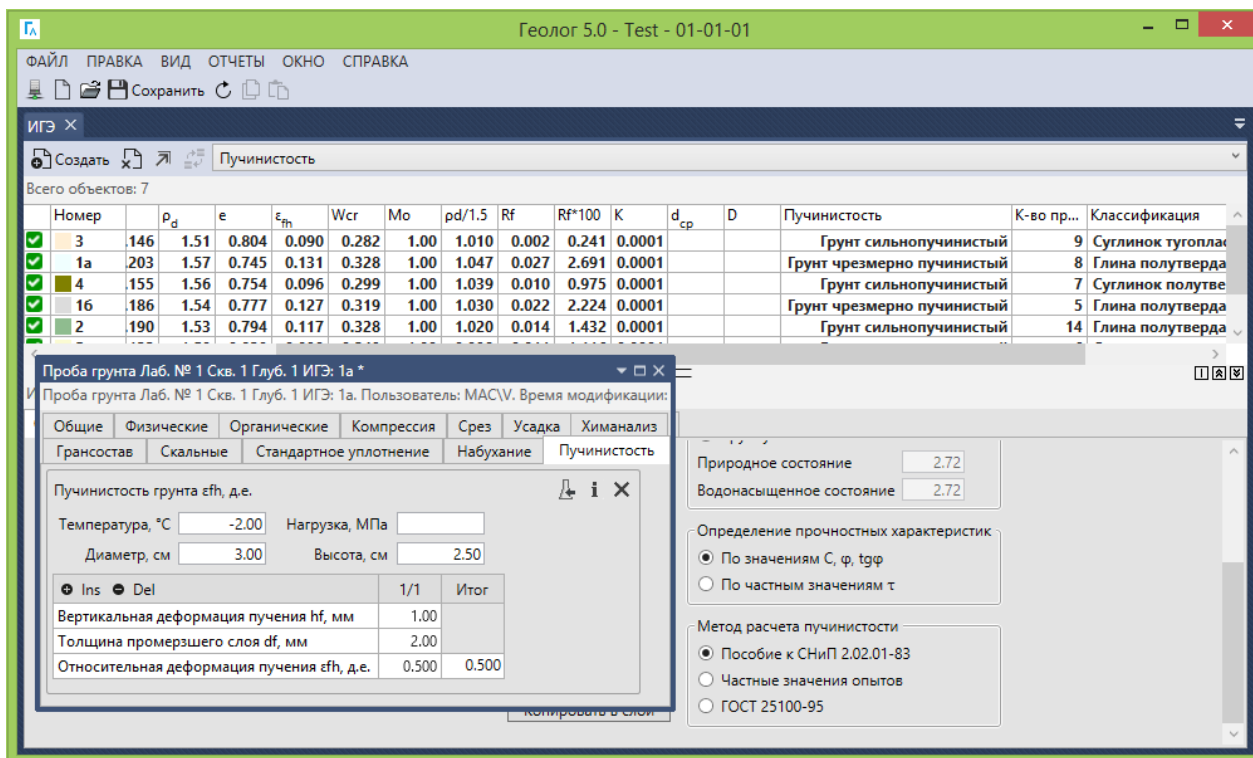 Геолог 5.0 - Test - 01-01-01
ФАЙЛ ПРАВКА ВИД ОТЧЕТЫ ОКНО СПРАВКА
Сохранить
ИГЭ
Создать Пучинистость
Всего объектов: 7
Номер ρd e εfh Wcr Mo ρd/1.5 Rf Rf*100 K dcp D Пучинистость К-во пр... Классификация
3 .146 1.51 0.804 0.090 0.282 1.00 1.010 0.002 0.241 0.0001 Грунт сильнопучинистый 9 Суглинок тугоплас
1а .203 1.57 0.745 0.131 0.328 1.00 1.047 0.027 2.691 0.0001 Грунт чрезмерно пучинистый 8 Глина полутверда
4 .155 1.56 0.754 0.096 0.299 1.00 1.039 0.010 0.975 0.0001 Грунт сильнопучинистый 7 Суглинок полутве
1б .186 1.54 0.777 0.127 0.319 1.00 1.030 0.022 2.224 0.0001 Грунт чрезмерно пучинистый 5 Глина полутверда
2 .190 1.53 0.794 0.117 0.328 1.00 1.020 0.014 1.432 0.0001 Грунт сильнопучинистый 14 Глина полутверда
Проба грунта Лаб. № 1 Скв. 1 Глуб. 1 ИГЭ: 1а *
Проба грунта Лаб. № 1 Скв. 1 Глуб. 1 ИГЭ: 1а. Пользователь: MAC\V. Время модификации:
Общие Физические Органические Компрессия Срез Усадка Химанализ
Грансостав Скальные Стандартное уплотнение Набухание Пучинистость
Пучинистость грунта εfh, д.е.
Температура, °С -2.00 Нагрузка, МПа
Диаметр, см 3.00 Высота, см 2.50
Ins Del 1/1 Итог
Вертикальная деформация пучения hf, мм 1.00
Толщина промерзшего слоя df, мм 2.00
Относительная деформация пучения εfh, д.е. 0.500 0.500
Копировать в слои
Природное состояние 2.72
Водонасыщенное состояние 2.72
Определение прочностных характеристик
По значениям C, φ, tgφ
По частным значениям τ
Метод расчета пучинистости
Пособие к СНиП 2.02.01-83
Частные значения опытов
ГОСТ 25100-95